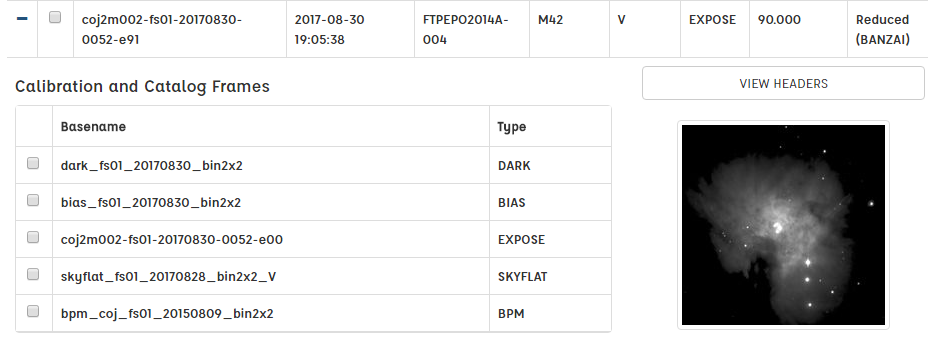 coj2m002-fs01-20170830- 2017-08-30 FTPEPO2014A- M42 V EXPOSE 90.000 Reduced
0052-e91 19:05:38 004 (BANZAI)
Calibration and Catalog Frames
VIEW HEADERS
Basename Type
dark_fs01_20170830_bin2x2 DARK
bias_fs01_20170830_bin2x2 BIAS
coj2m002-fs01-20170830-0052-e00 EXPOSE
skyflat_fs01_20170828_bin2x2_V SKYFLAT
bpm_coj_fs01_20150809_bin2x2 BPM